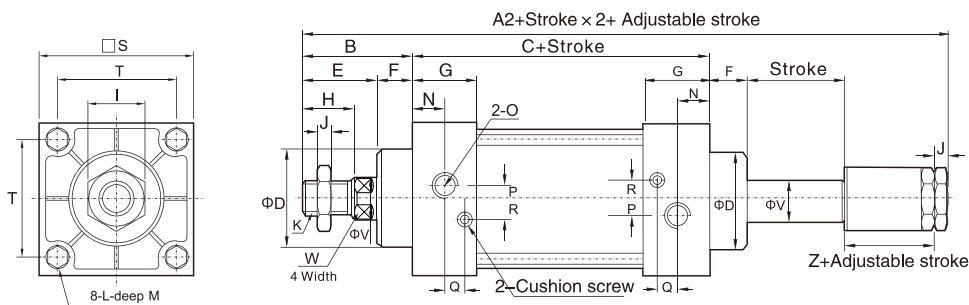 □S
T
I
T
8-L-deep M
A2+Stroke×2+ Adjustable stroke
B
C+Stroke
E
F
G
G
F
Stroke
H
N
2-O
N
J
J
P
R
R
P
ΦD
K
ΦV
ΦD
ΦV
W
4 Width
Q
2-Cushion screw
Q
Z+Adjustable stroke